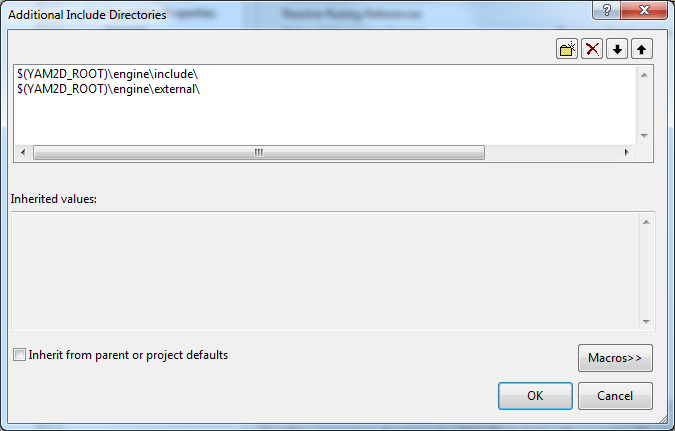 Additional Include Directories
$(YAM2D_ROOT)\engine\include\
$(YAM2D_ROOT)\engine\external\
Inherited values:
Inherit from parent or project defaults
Macros>>
OK
Cancel